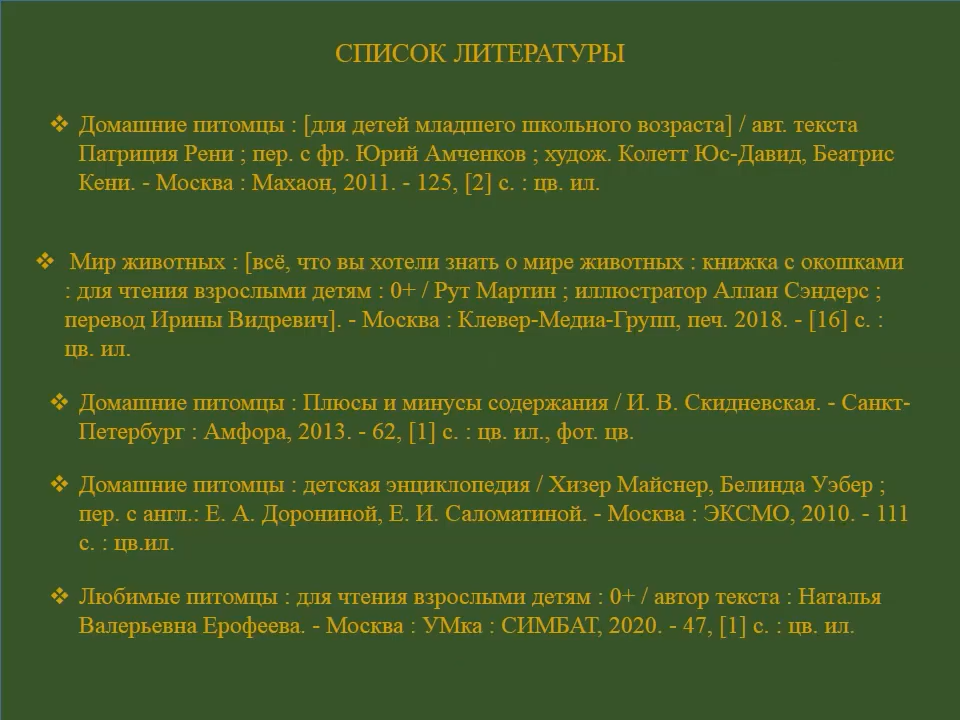 СПИСОК ЛИТЕРАТУРЫ
❖ Домашние питомцы : [для детей младшего школьного возраста] / авт. текста
Патриция Рени ; пер. с фр. Юрий Амченков ; худож. Колетт Юс-Давид, Беатрис
Кени. - Москва : Махаон, 2011. - 125, [2] с. : цв. ил.
❖ Мир животных : [всё, что вы хотели знать о мире животных : книжка с окошками
: для чтения взрослыми детям : 0+ / Рут Мартин ; иллюстратор Аллан Сэндерс ;
перевод Ирины Видревич]. - Москва : Клевер-Медиа-Групп, печ. 2018. - [16] с. :
цв. ил.
❖ Домашние питомцы : Плюсы и минусы содержания / И. В. Скидневская. - Санкт-
Петербург : Амфора, 2013. - 62, [1] с. : цв. ил., фот. цв.
❖ Домашние питомцы : детская энциклопедия / Хизер Майснер, Белинда Уэбер ;
пер. с англ.: Е. А. Дорониной, Е. И. Саломатиной. - Москва : ЭКСМО, 2010. - 111
с. : цв.ил.
❖ Любимые питомцы : для чтения взрослыми детям : 0+ / автор текста : Наталья
Валерьевна Ерофеева. - Москва : УМка : СИМБАТ, 2020. - 47, [1] с. : цв. ил.